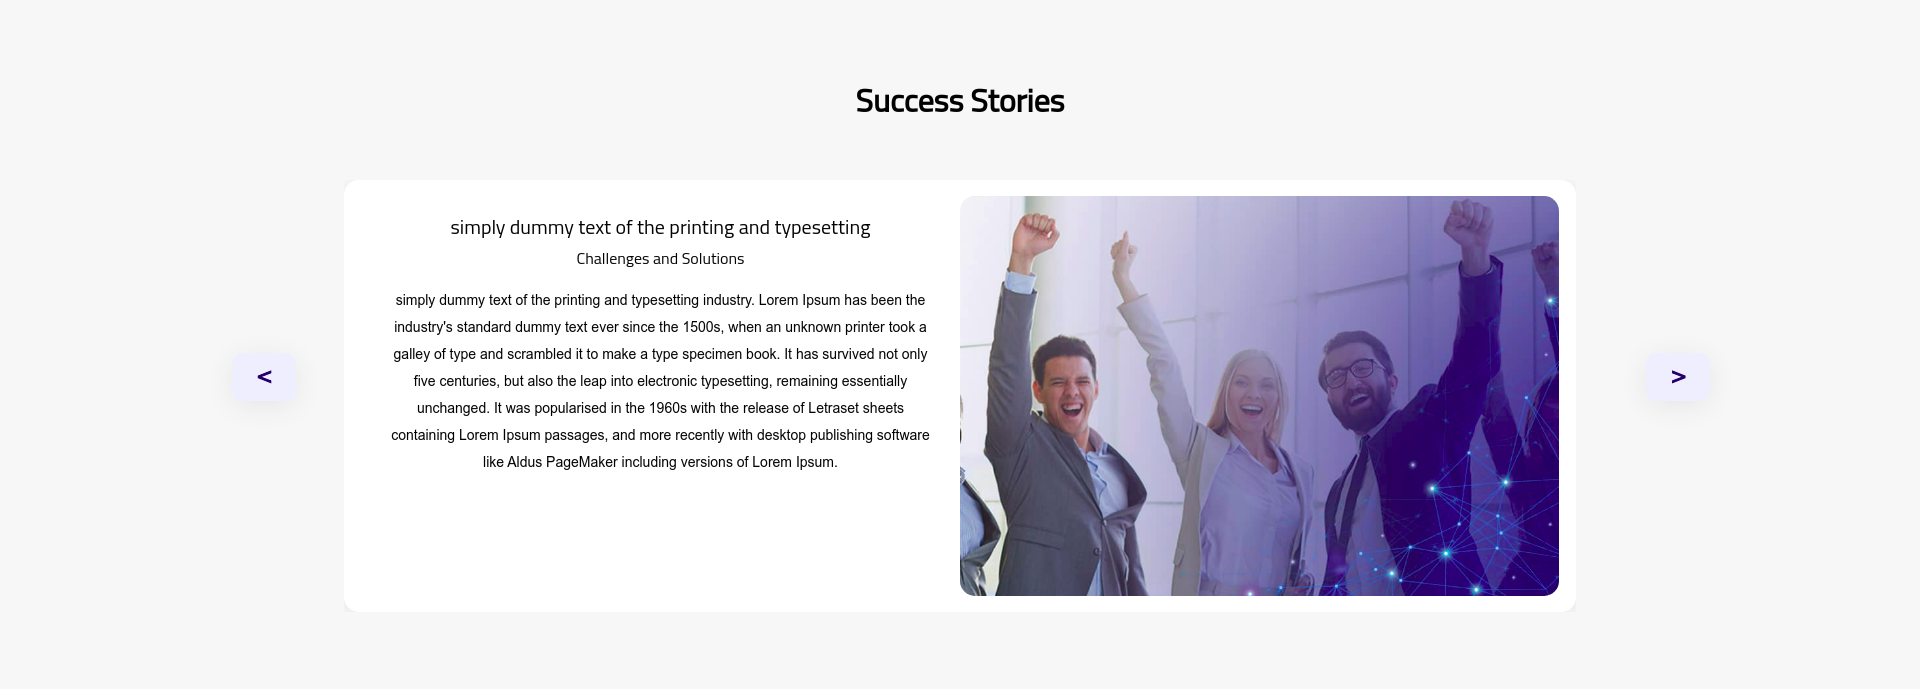 Success Stories
simply dummy text of the printing and typesetting
Challenges and Solutions
simply dummy text of the printing and typesetting industry. Lorem Ipsum has been the
industry's standard dummy text ever since the 1500s, when an unknown printer took a
galley of type and scrambled it to make a type specimen book. It has survived not only
five centuries, but also the leap into electronic typesetting, remaining essentially
unchanged. It was popularised in the 1960s with the release of Letraset sheets
containing Lorem Ipsum passages, and more recently with desktop publishing software
like Aldus PageMaker including versions of Lorem Ipsum.
<
>